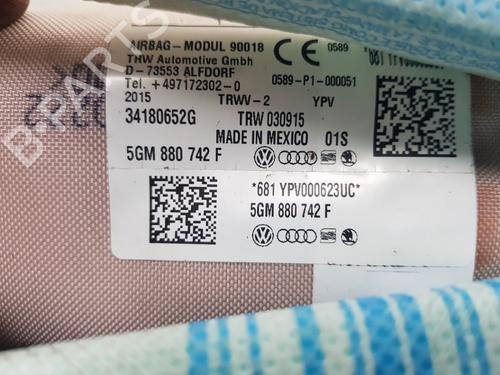 AIRBAG-MODUL 90018
TRW Automotive GmbH
D-73553 ALFDORF
Tel. +497172302-0
2015 TRWV-2 YPV
CE 0589
0589-P1-000051
34180652G TRW 030915
MADE IN MEXICO 01S
5GM 880 742 F
*681 YPV000623UC*
5GM 880 742 F